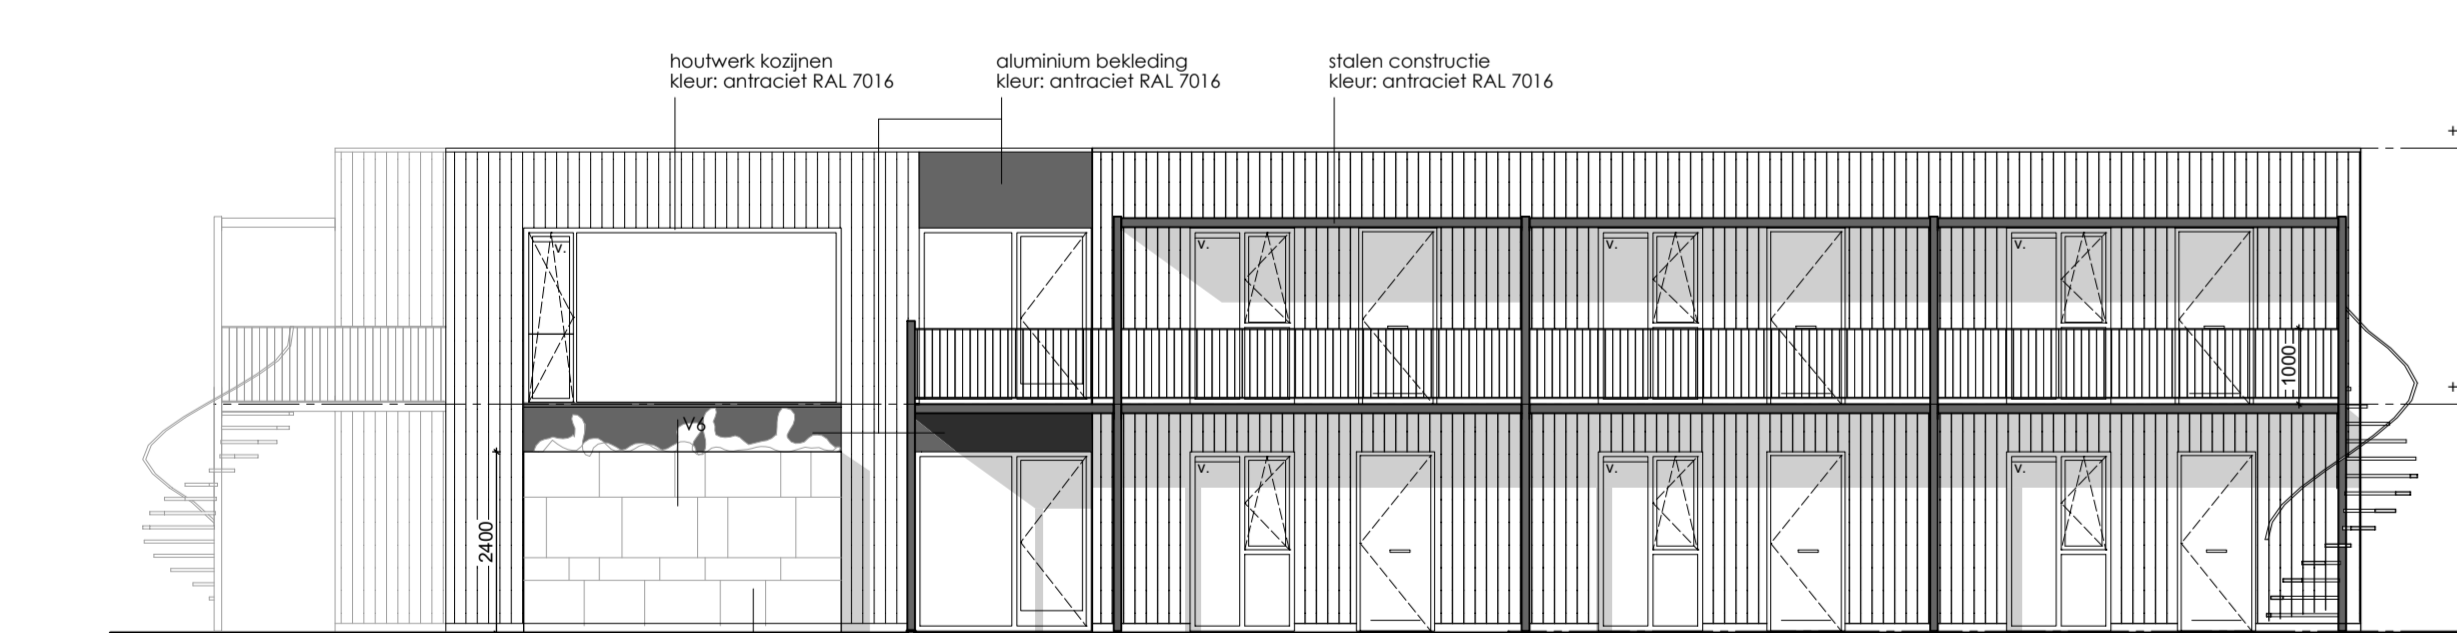 houtwerk kozijnen
kleur: antraciet RAL 7016
aluminium bekleding
kleur: antraciet RAL 7016
stalen constructie
kleur: antraciet RAL 7016
+
v.
v.
v.
v.
1000
+
V6
v.
v.
v.
2400